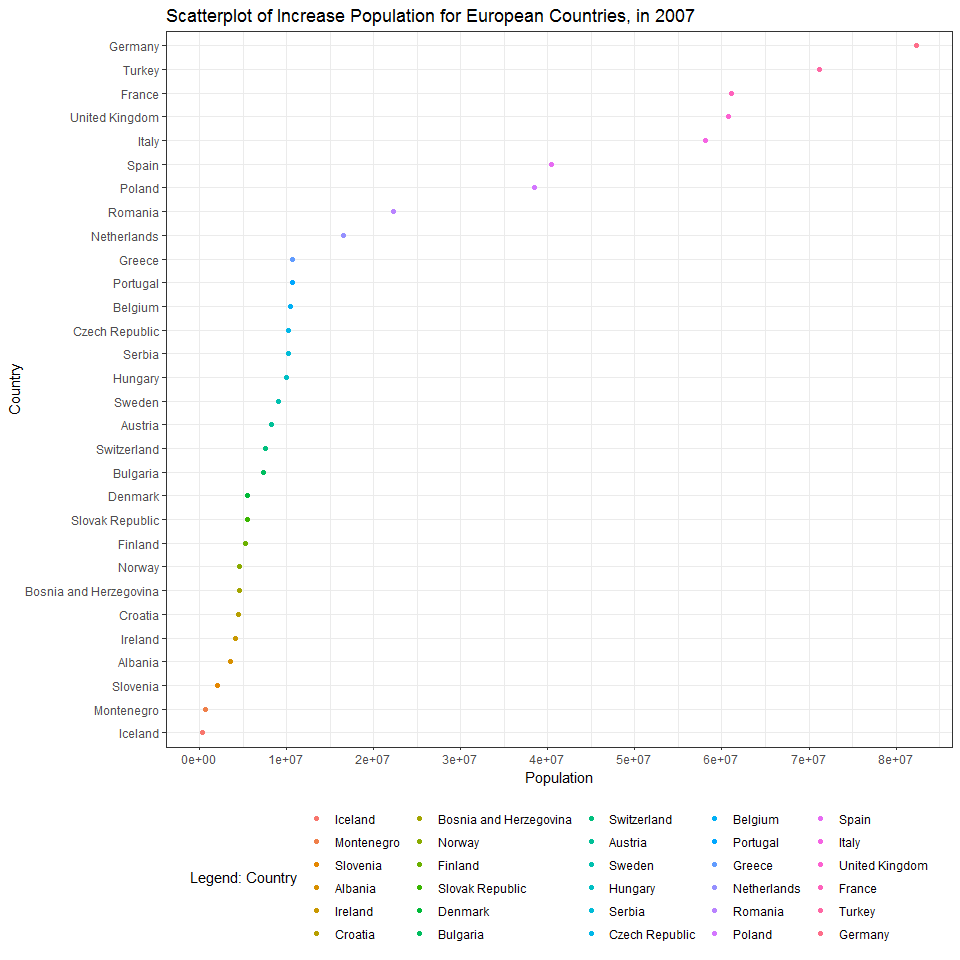 Scatterplot of Increase Population for European Countries, in 2007
Country
Germany
Turkey
France
United Kingdom
Italy
Spain
Poland
Romania
Netherlands
Greece
Portugal
Belgium
Czech Republic
Serbia
Hungary
Sweden
Austria
Switzerland
Bulgaria
Denmark
Slovak Republic
Finland
Norway
Bosnia and Herzegovina
Croatia
Ireland
Albania
Slovenia
Montenegro
Iceland
0e+00 1e+07 2e+07 3e+07 4e+07 5e+07 6e+07 7e+07 8e+07
Population
Legend: Country
Iceland
Montenegro
Slovenia
Albania
Ireland
Croatia
Bosnia and Herzegovina
Norway
Finland
Slovak Republic
Denmark
Bulgaria
Switzerland
Austria
Sweden
Hungary
Serbia
Czech Republic
Belgium
Portugal
Greece
Netherlands
Romania
Poland
Spain
Italy
United Kingdom
France
Turkey
Germany